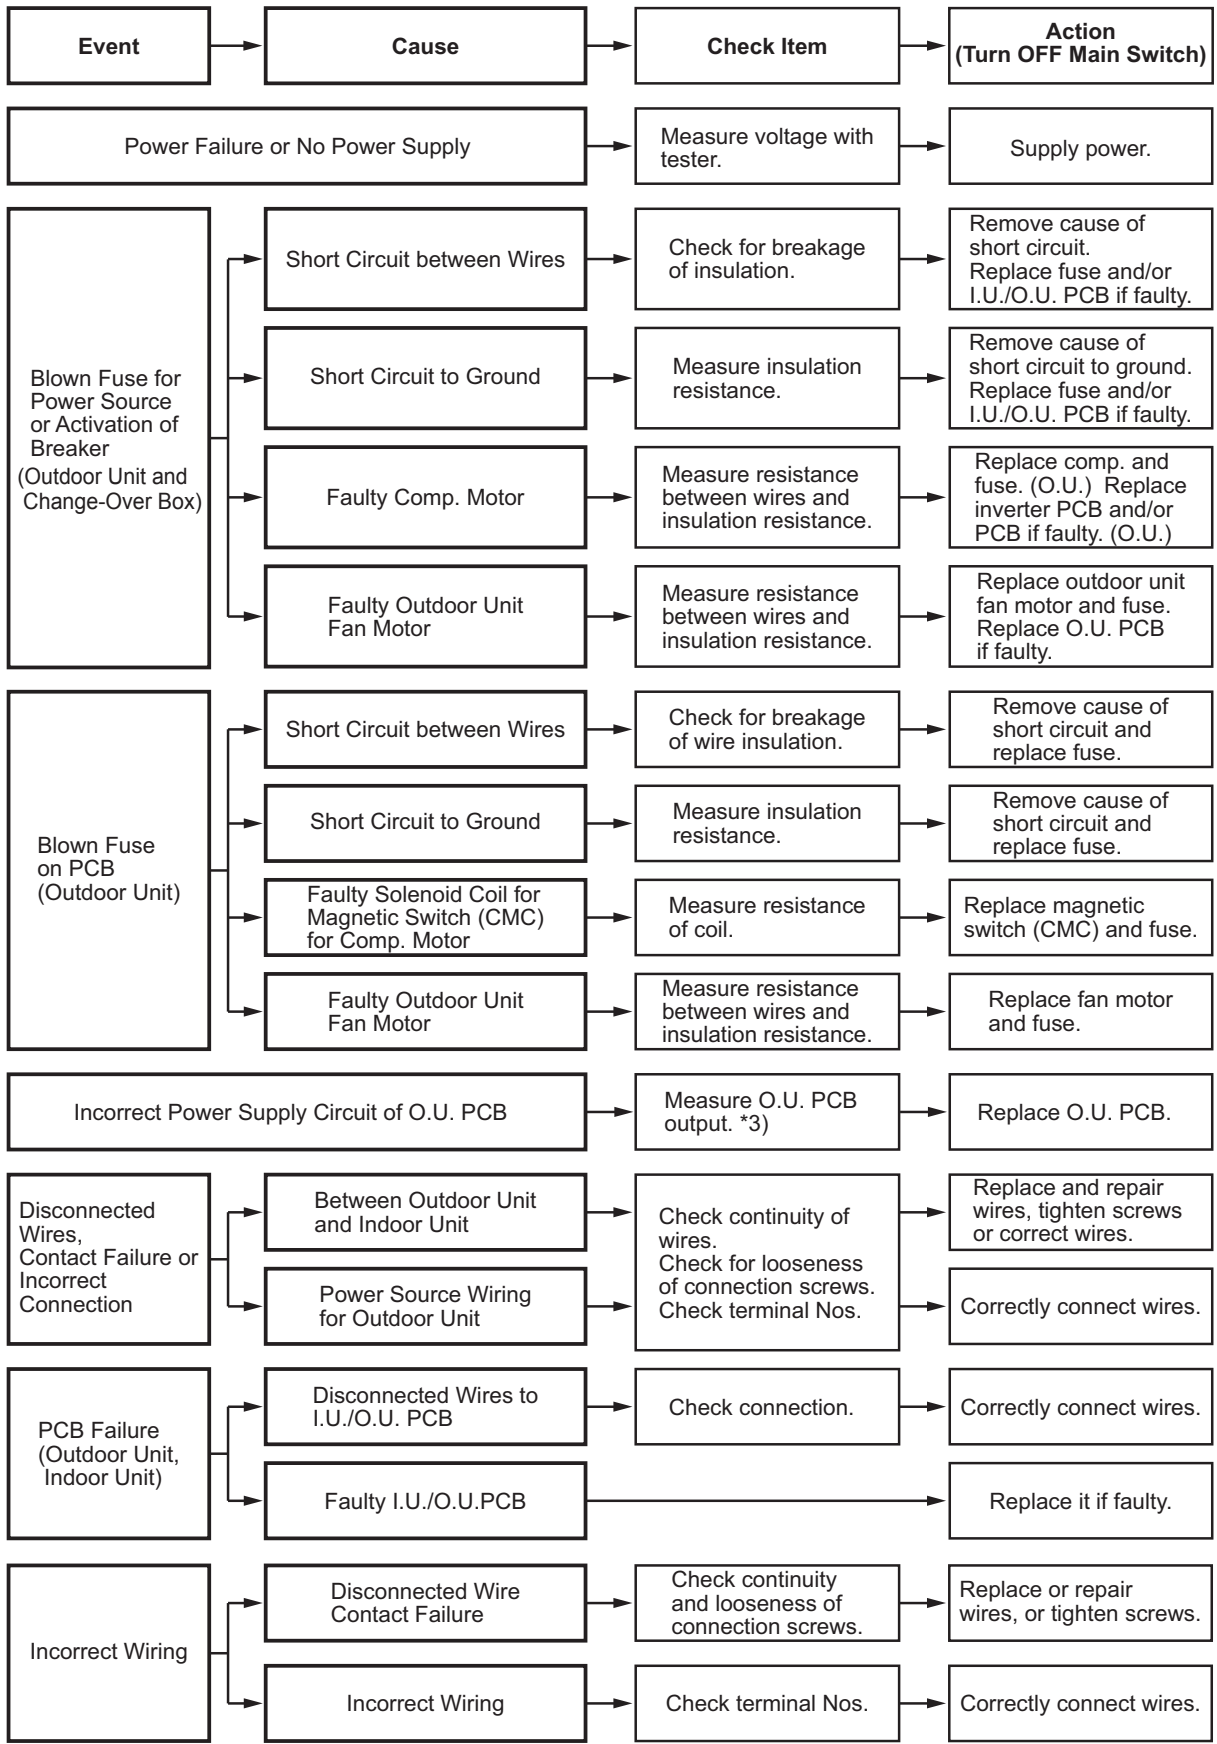 Event
Cause
Check Item
Action
(Turn OFF Main Switch)
Power Failure or No Power Supply
Measure voltage with
tester.
Supply power.
Blown Fuse for
Power Source
or Activation of
Breaker
(Outdoor Unit and
Change-Over Box)
Short Circuit between Wires
Check for breakage
of insulation.
Remove cause of
short circuit.
Replace fuse and/or
I.U./O.U. PCB if faulty.
Short Circuit to Ground
Measure insulation
resistance.
Remove cause of
short circuit to ground.
Replace fuse and/or
I.U./O.U. PCB if faulty.
Faulty Comp. Motor
Measure resistance
between wires and
insulation resistance.
Replace comp. and
fuse. (O.U.) Replace
inverter PCB and/or
PCB if faulty. (O.U.)
Faulty Outdoor Unit
Fan Motor
Measure resistance
between wires and
insulation resistance.
Replace outdoor unit
fan motor and fuse.
Replace O.U. PCB
if faulty.
Blown Fuse
on PCB
(Outdoor Unit)
Short Circuit between Wires
Check for breakage
of wire insulation.
Remove cause of
short circuit and
replace fuse.
Short Circuit to Ground
Measure insulation
resistance.
Remove cause of
short circuit and
replace fuse.
Faulty Solenoid Coil for
Magnetic Switch (CMC)
for Comp. Motor
Measure resistance
of coil.
Replace magnetic
switch (CMC) and fuse.
Faulty Outdoor Unit
Fan Motor
Measure resistance
between wires and
insulation resistance.
Replace fan motor
and fuse.
Incorrect Power Supply Circuit of O.U. PCB
Measure O.U. PCB
output. *3)
Replace O.U. PCB.
Disconnected
Wires,
Contact Failure or
Incorrect
Connection
Between Outdoor Unit
and Indoor Unit
Check continuity of
wires.
Check for looseness
of connection screws.
Check terminal Nos.
Replace and repair
wires, tighten screws
or correct wires.
Power Source Wiring
for Outdoor Unit
Correctly connect wires.
PCB Failure
(Outdoor Unit,
Indoor Unit)
Disconnected Wires to
I.U./O.U. PCB
Check connection.
Correctly connect wires.
Faulty I.U./O.U.PCB
Replace it if faulty.
Incorrect Wiring
Disconnected Wire
Contact Failure
Check continuity
and looseness of
connection screws.
Replace or repair
wires, or tighten screws.
Incorrect Wiring
Check terminal Nos.
Correctly connect wires.